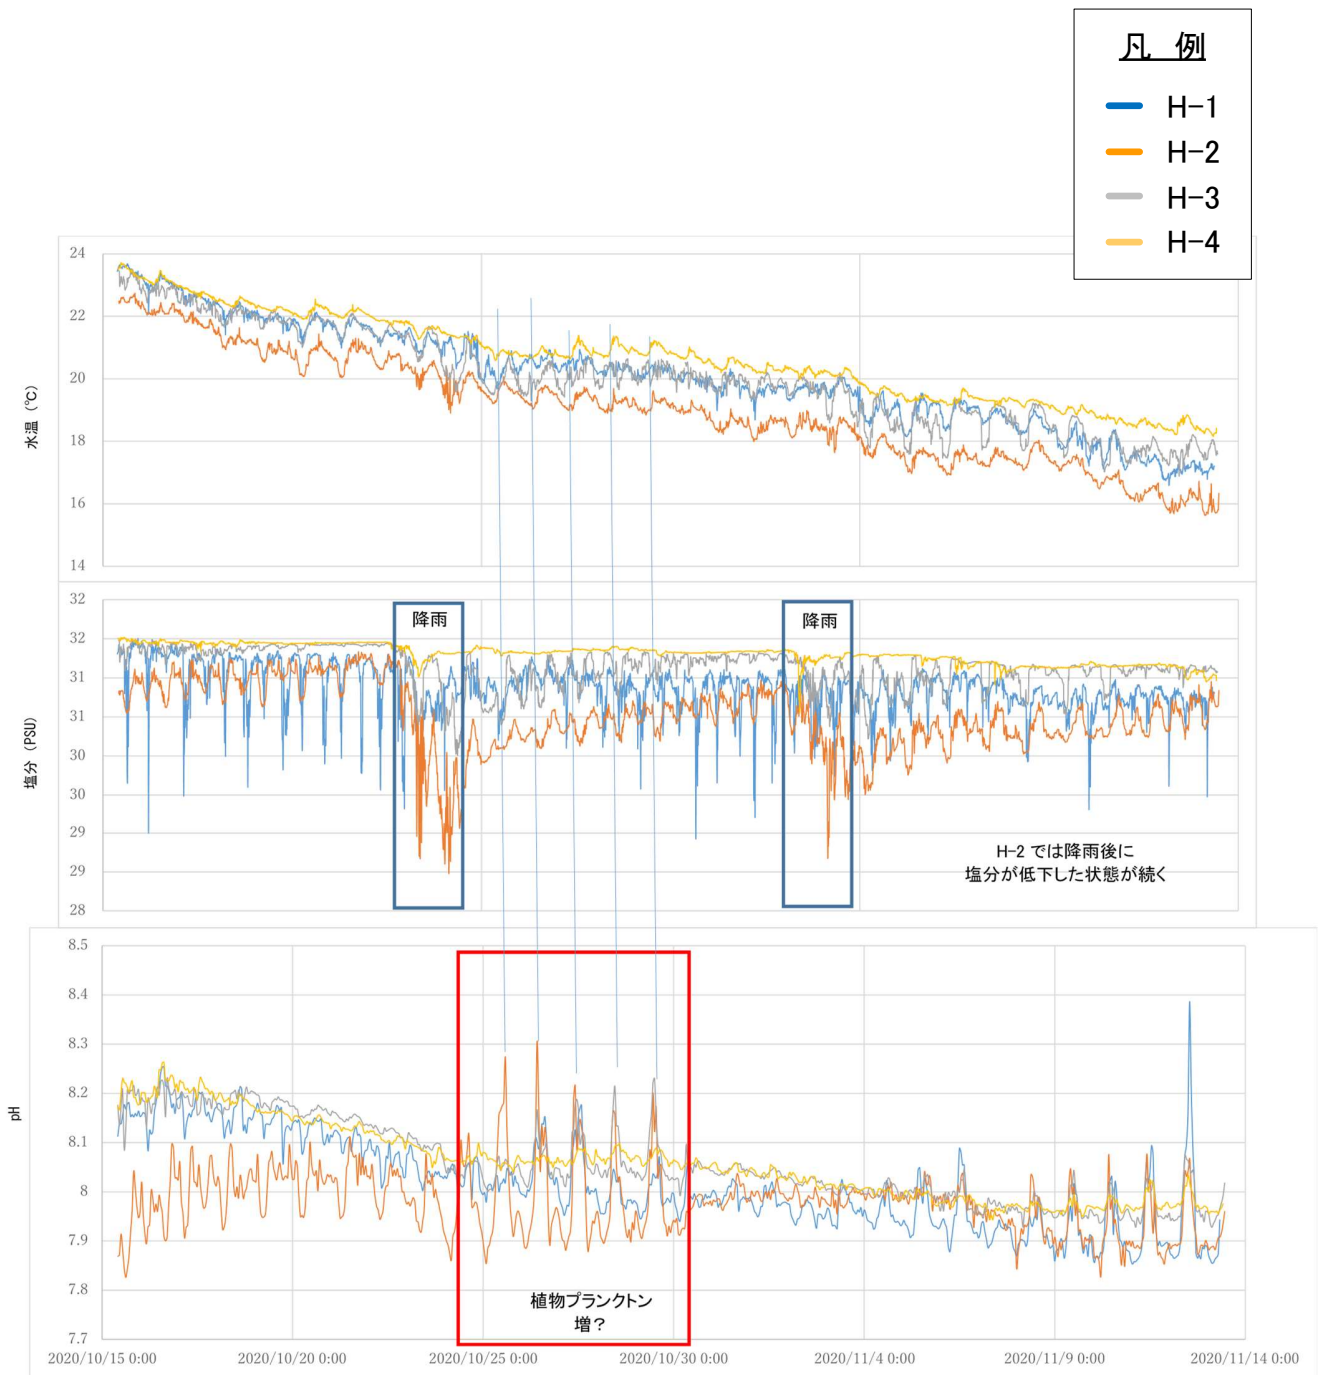 凡 例
H-1
H-2
H-3
H-4
24
22
20
18
16
14
水温 (℃)
32
32
31
31
30
30
29
29
28
塩分 (PSU)
降雨
降雨
H-2 では降雨後に
塩分が低下した状態が続く
8.5
8.4
8.3
8.2
8.1
8
7.9
7.8
7.7
pH
植物プランクトン
増?
2020/10/15 0:00
2020/10/20 0:00
2020/10/25 0:00
2020/10/30 0:00
2020/11/4 0:00
2020/11/9 0:00
2020/11/14 0:00